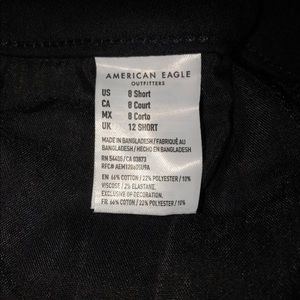 AMERICAN EAGLE
OUTFITTERS
US 8 Short
CA 8 Court
MX 8 Corto
UK 12 SHORT
MADE IN BANGLADESH / FABRIQUÉ AU
BANGLADESH / HECHO EN BANGLADESH
RN 54485 / CA 03873
RFC#
EN: 66% COTTON / 22% POLYESTER / 10%
VISCOSE / 2% ELASTANE,
EXCLUSIVE OF DECORATION.
FR: 66% COTTON / 22% POLYESTER / 10%